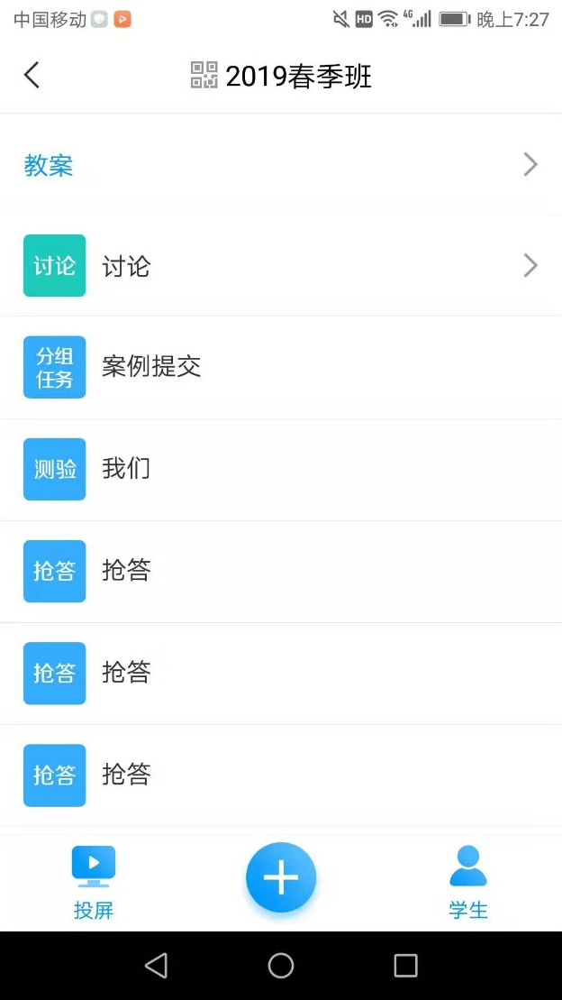 中国移动 HD 4G 晚上7:27
2019春季班
教案
讨论 讨论
分组
任务 案例提交
测验 我们
抢答 抢答
抢答 抢答
抢答 抢答
投屏 学生